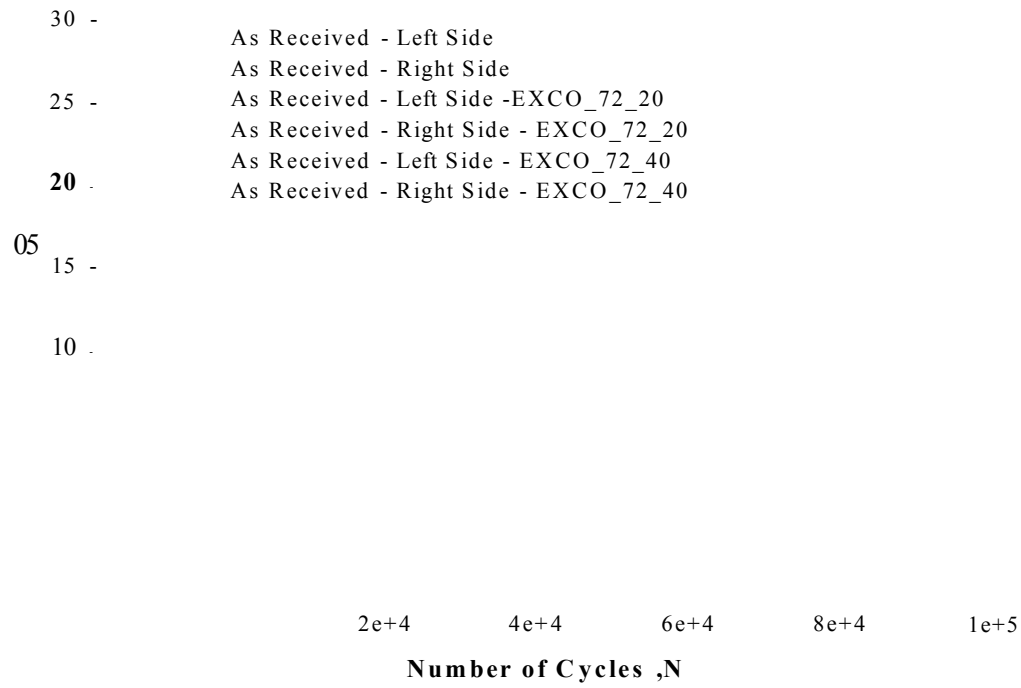 30 -
As Received - Left Side
As Received - Right Side
25 -
As Received - Left Side -EXCO_72_20
As Received - Right Side - EXCO_72_20
As Received - Left Side - EXCO_72_40
20 -
As Received - Right Side - EXCO_72_40
05
15 -
10 -
2e+4 4e+4 6e+4 8e+4 1e+5
Number of Cycles ,N